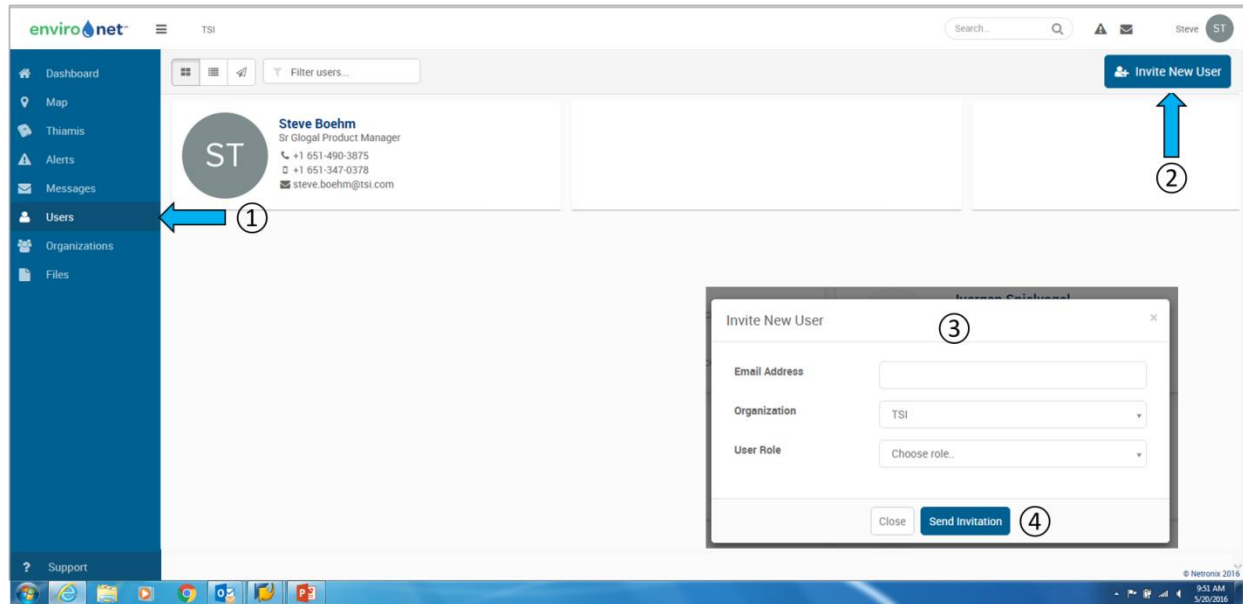 enviro net™ TSI Search... Steve ST
Dashboard
Map
Thiamis
Alerts
Messages
Users
Organizations
Files
Support
Filter users...
Invite New User
ST
Steve Boehm
Sr Glogal Product Manager
+1 651-490-3875
+1 651-347-0378
steve.boehm@tsi.com
①
②
Invite New User ③ ×
Email Address
Organization TSI
User Role Choose role..
Close Send Invitation ④
© Netronix 2016
9:51 AM
5/20/2016